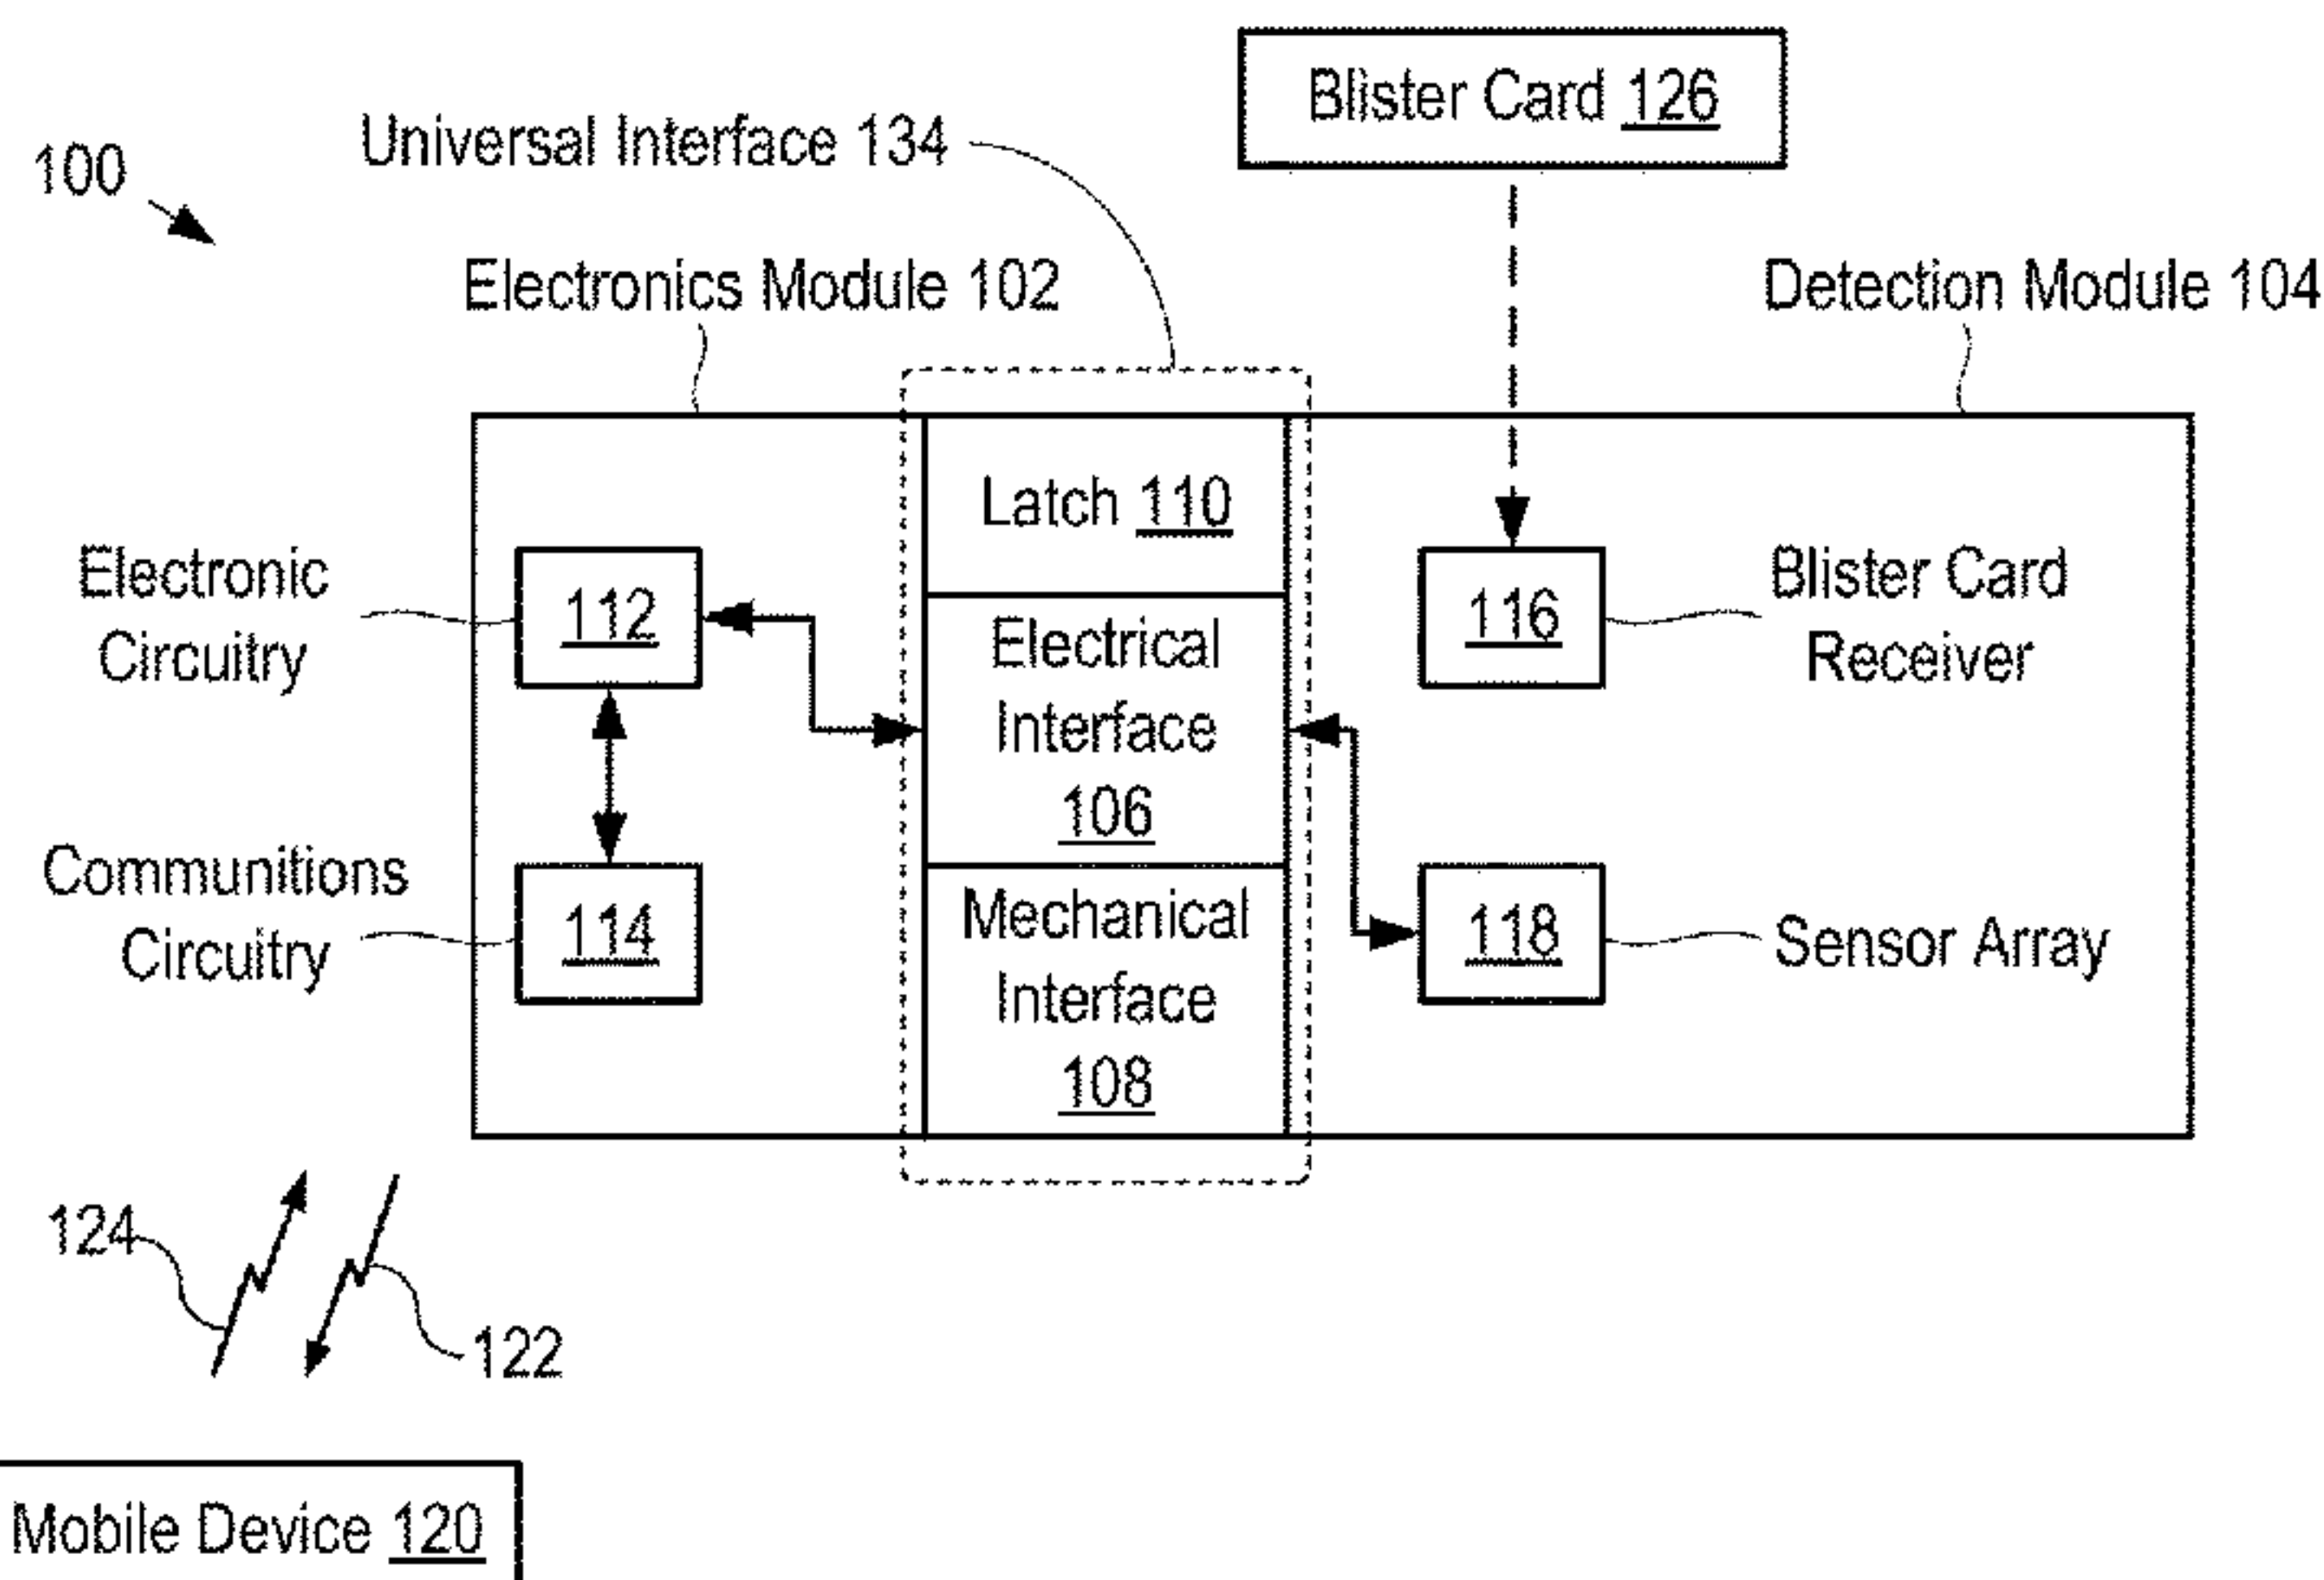 Blister Card 126
Universal Interface 134
100
Electronics Module 102
Detection Module 104
Latch 110
Electronic
Circuitry
112
Electrical
Interface
106
116
Blister Card
Receiver
Communitions
Circuitry
114
Mechanical
Interface
108
118
Sensor Array
124
122
Mobile Device 120